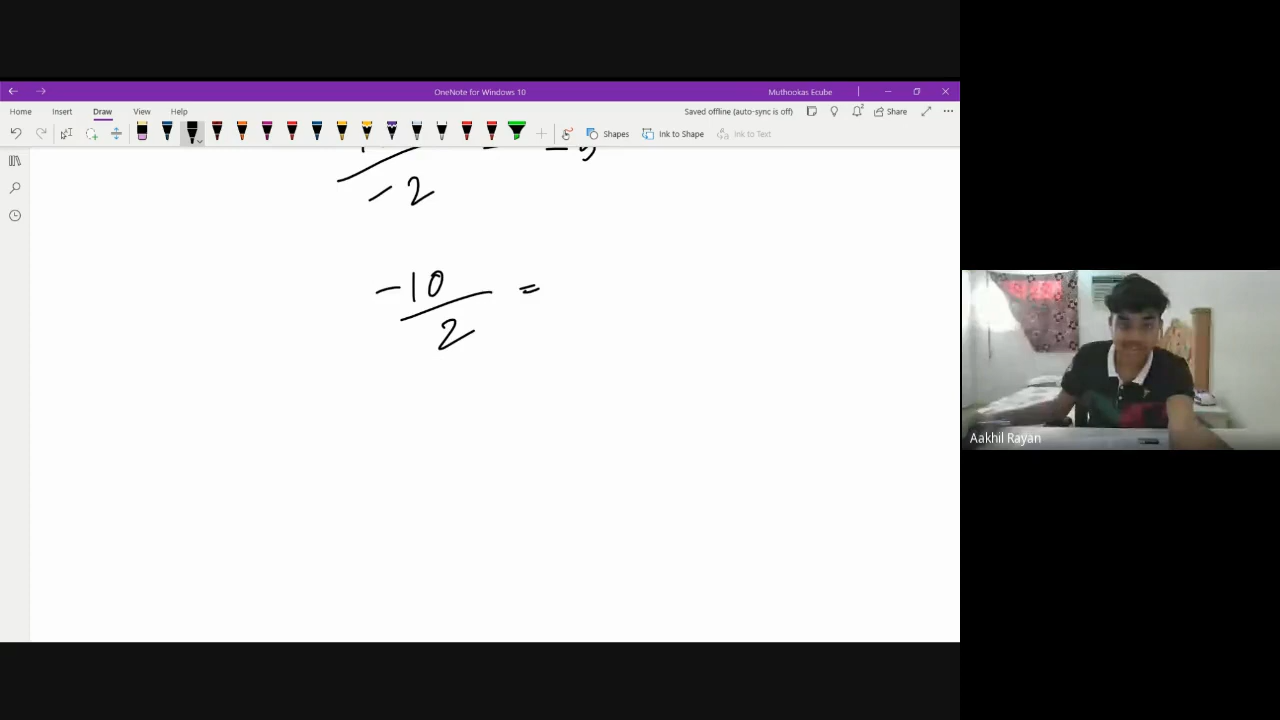 OneNote for Windows 10
Muthookas Ecube
Home Insert Draw View Help
Saved offline (auto-sync is off)
Share
Shapes
Ink to Shape
Ink to Text
-2
-10 =
2
Aakhil Rayan